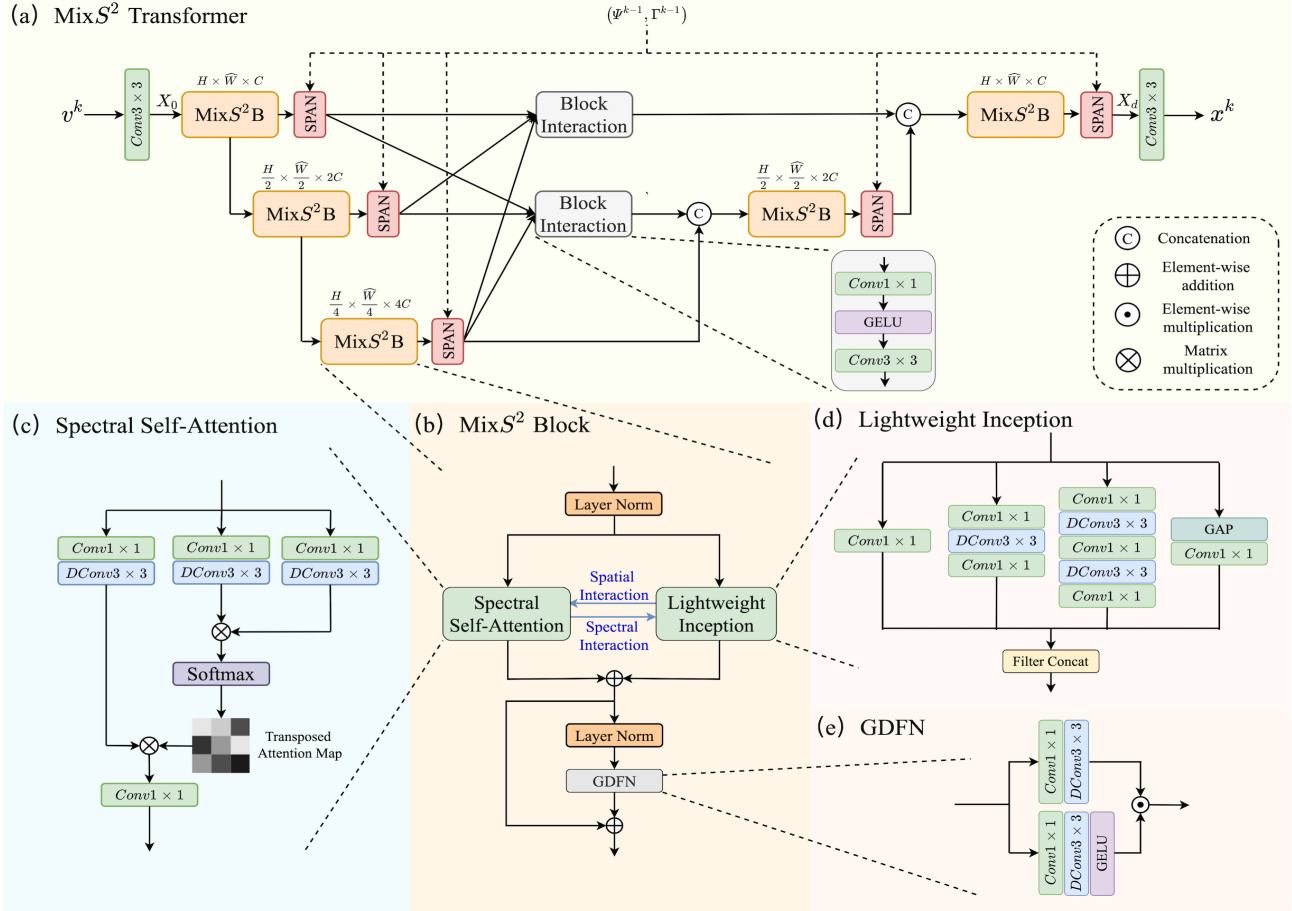 (a) MixS² Transformer
(Ψ^{k-1}, Γ^{k-1})
v^k
Conv3 × 3
X_0
H × Ŵ × C
MixS²B
SPAN
Block
Interaction
C
H × Ŵ × C
MixS²B
SPAN
X_d
Conv3 × 3
x^k
H/2 × Ŵ/2 × 2C
MixS²B
SPAN
Block
Interaction
C
H/2 × Ŵ/2 × 2C
MixS²B
SPAN
H/4 × Ŵ/4 × 4C
MixS²B
SPAN
Conv1 × 1
GELU
Conv3 × 3
C
Concatenation
Element-wise
addition
Element-wise
multiplication
Matrix
multiplication
(c) Spectral Self-Attention
Conv1 × 1
Conv1 × 1
Conv1 × 1
DConv3 × 3
DConv3 × 3
DConv3 × 3
Softmax
Transposed
Attention Map
Conv1 × 1
(b) MixS² Block
Layer Norm
Spectral
Self-Attention
Spatial
Interaction
Spectral
Interaction
Lightweight
Inception
Layer Norm
GDFN
(d) Lightweight Inception
Conv1 × 1
Conv1 × 1
DConv3 × 3
Conv1 × 1
Conv1 × 1
DConv3 × 3
Conv1 × 1
DConv3 × 3
Conv1 × 1
GAP
Conv1 × 1
Filter Concat
(e) GDFN
Conv1 × 1
DConv3 × 3
Conv1 × 1
DConv3 × 3
GELU